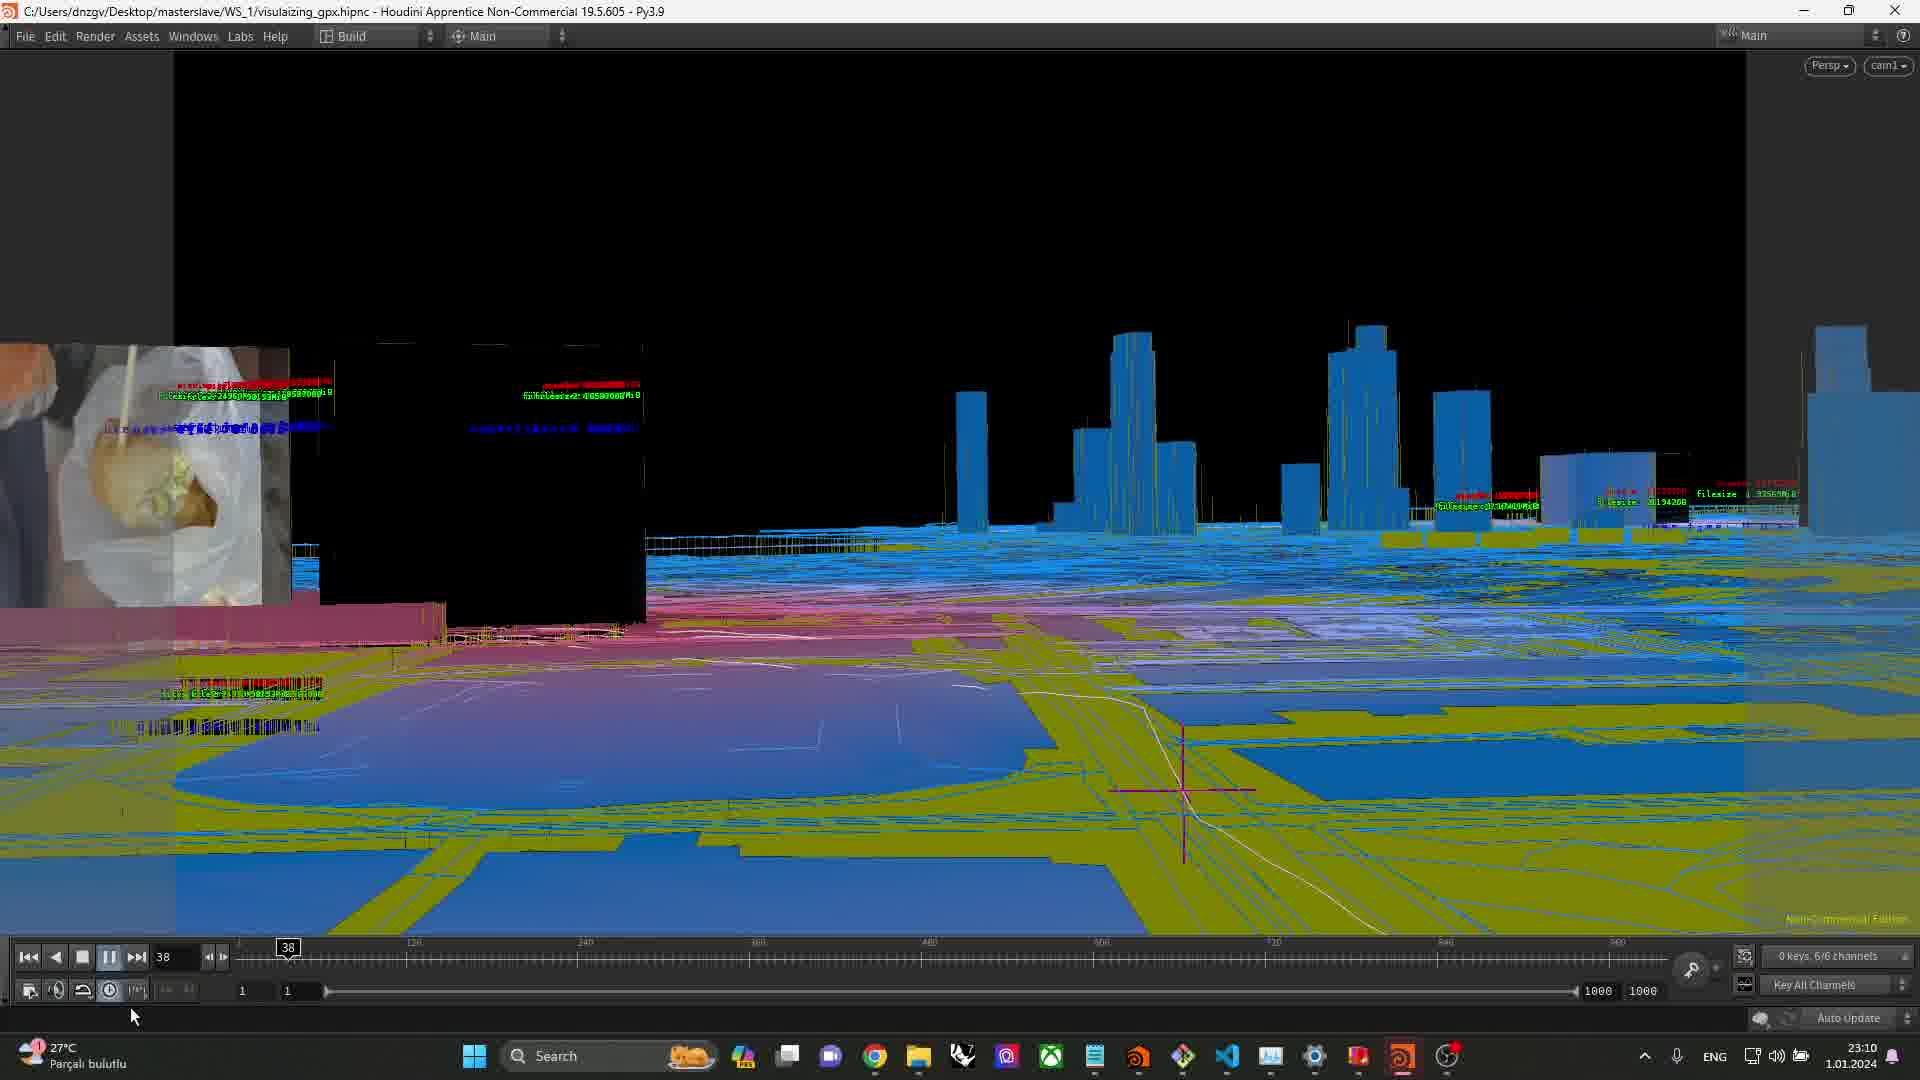 C:/Users/dnzgv/Desktop/masterslave/WS_1/visulaizing_gpx.hipnc - Houdini Apprentice Non-Commercial 19.5.605 - Py3.9
File Edit Render Assets Windows Labs Help Build Main Main
Persp cam1
filesize
filesize
Non-Commercial Edition
38 120 240 360 480 600 720 840 960
38
0 keys, 6/6 channels
1 1 1000 1000
Key All Channels
Auto Update
27°C
Parçalı bulutlu
Search
PRE
ENG
23:10
1.01.2024